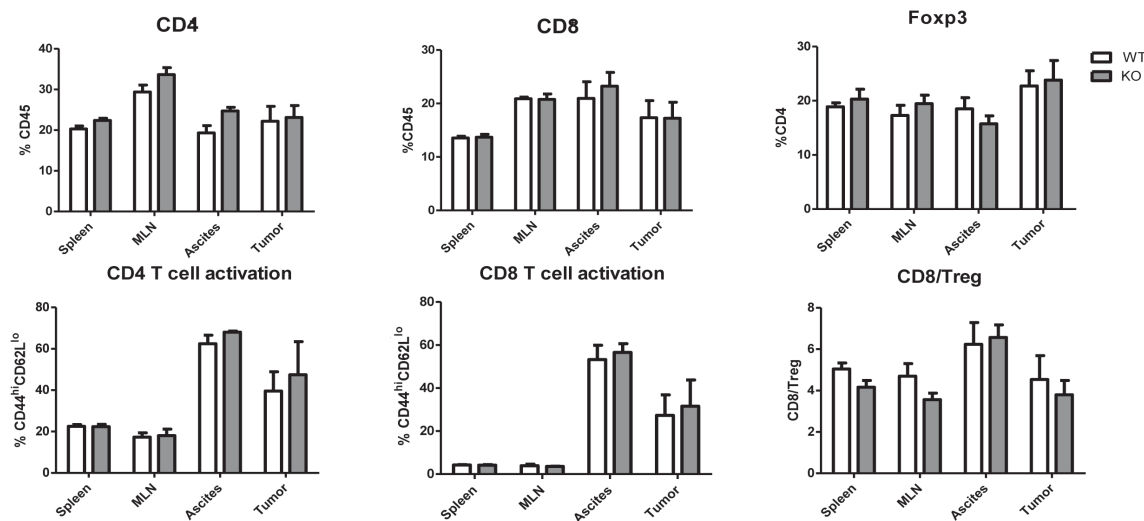 CD4
% CD45
40
30
20
10
0
Spleen
MLN
Ascites
Tumor
CD8
%CD45
30
20
10
0
Spleen
MLN
Ascites
Tumor
Foxp3
%CD4
30
20
10
0
Spleen
MLN
Ascites
Tumor
WT
KO
CD4 T cell activation
% CD44hiCD62Llo
80
60
40
20
0
Spleen
MLN
Ascites
Tumor
CD8 T cell activation
% CD44hiCD62Llo
80
60
40
20
0
Spleen
MLN
Ascites
Tumor
CD8/Treg
CD8/Treg
8
6
4
2
0
Spleen
MLN
Ascites
Tumor